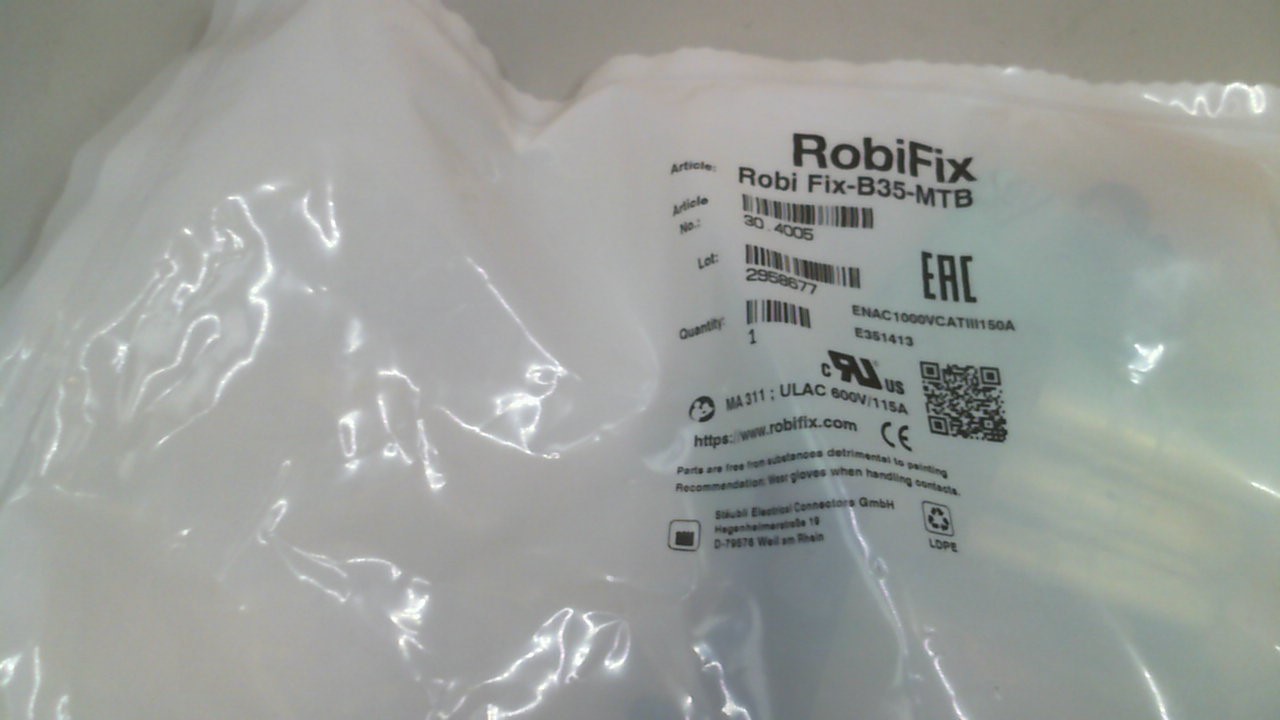 RobiFix
Article: Robi Fix-B35-MTB
Article No.: 30.4005
Lot: 2958677
EAC
Quantity: 1
ENAC1000VCATIII150A
E351413
c RU US
MA 311 ; ULAC 600V/115A
https://www.robifix.com CE
Parts are free from substances detrimental to painting
Recommendation: Wear gloves when handling contacts.
Stäubli Electrical Connectors GmbH
Hegenheimerstraße 19
D-79576 Weil am Rhein
LDPE